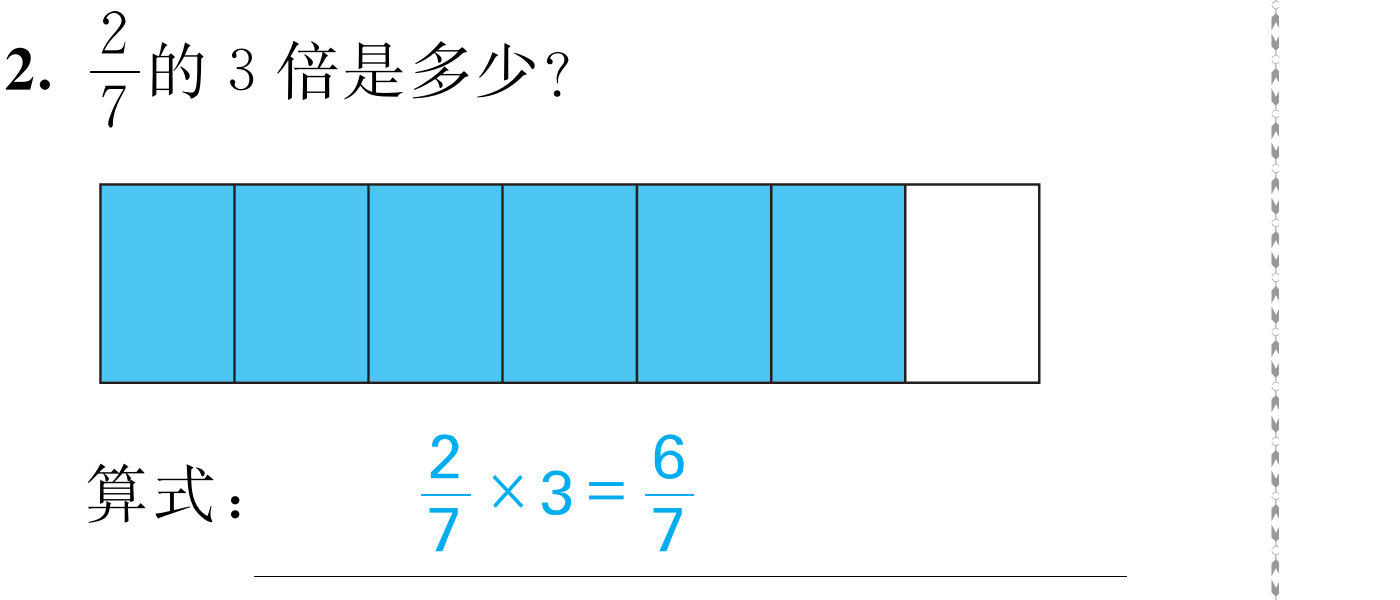 2. 2/7 的 3 倍是多少?
算式: 2/7 × 3 = 6/7